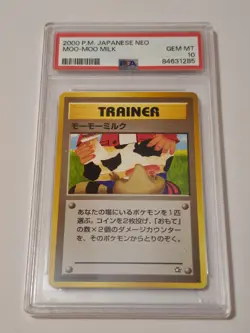 2000 P.M. JAPANESE NEO
MOO-MOO MILK
GEM MT
10
PSA
84631285
TRAINER
モーモーミルク
あなたの場にいるポケモンを1匹
選ぶ。コインを2枚投げ、「おもて」
の数×2個のダメージカウンター
を、そのポケモンからとりのぞく。